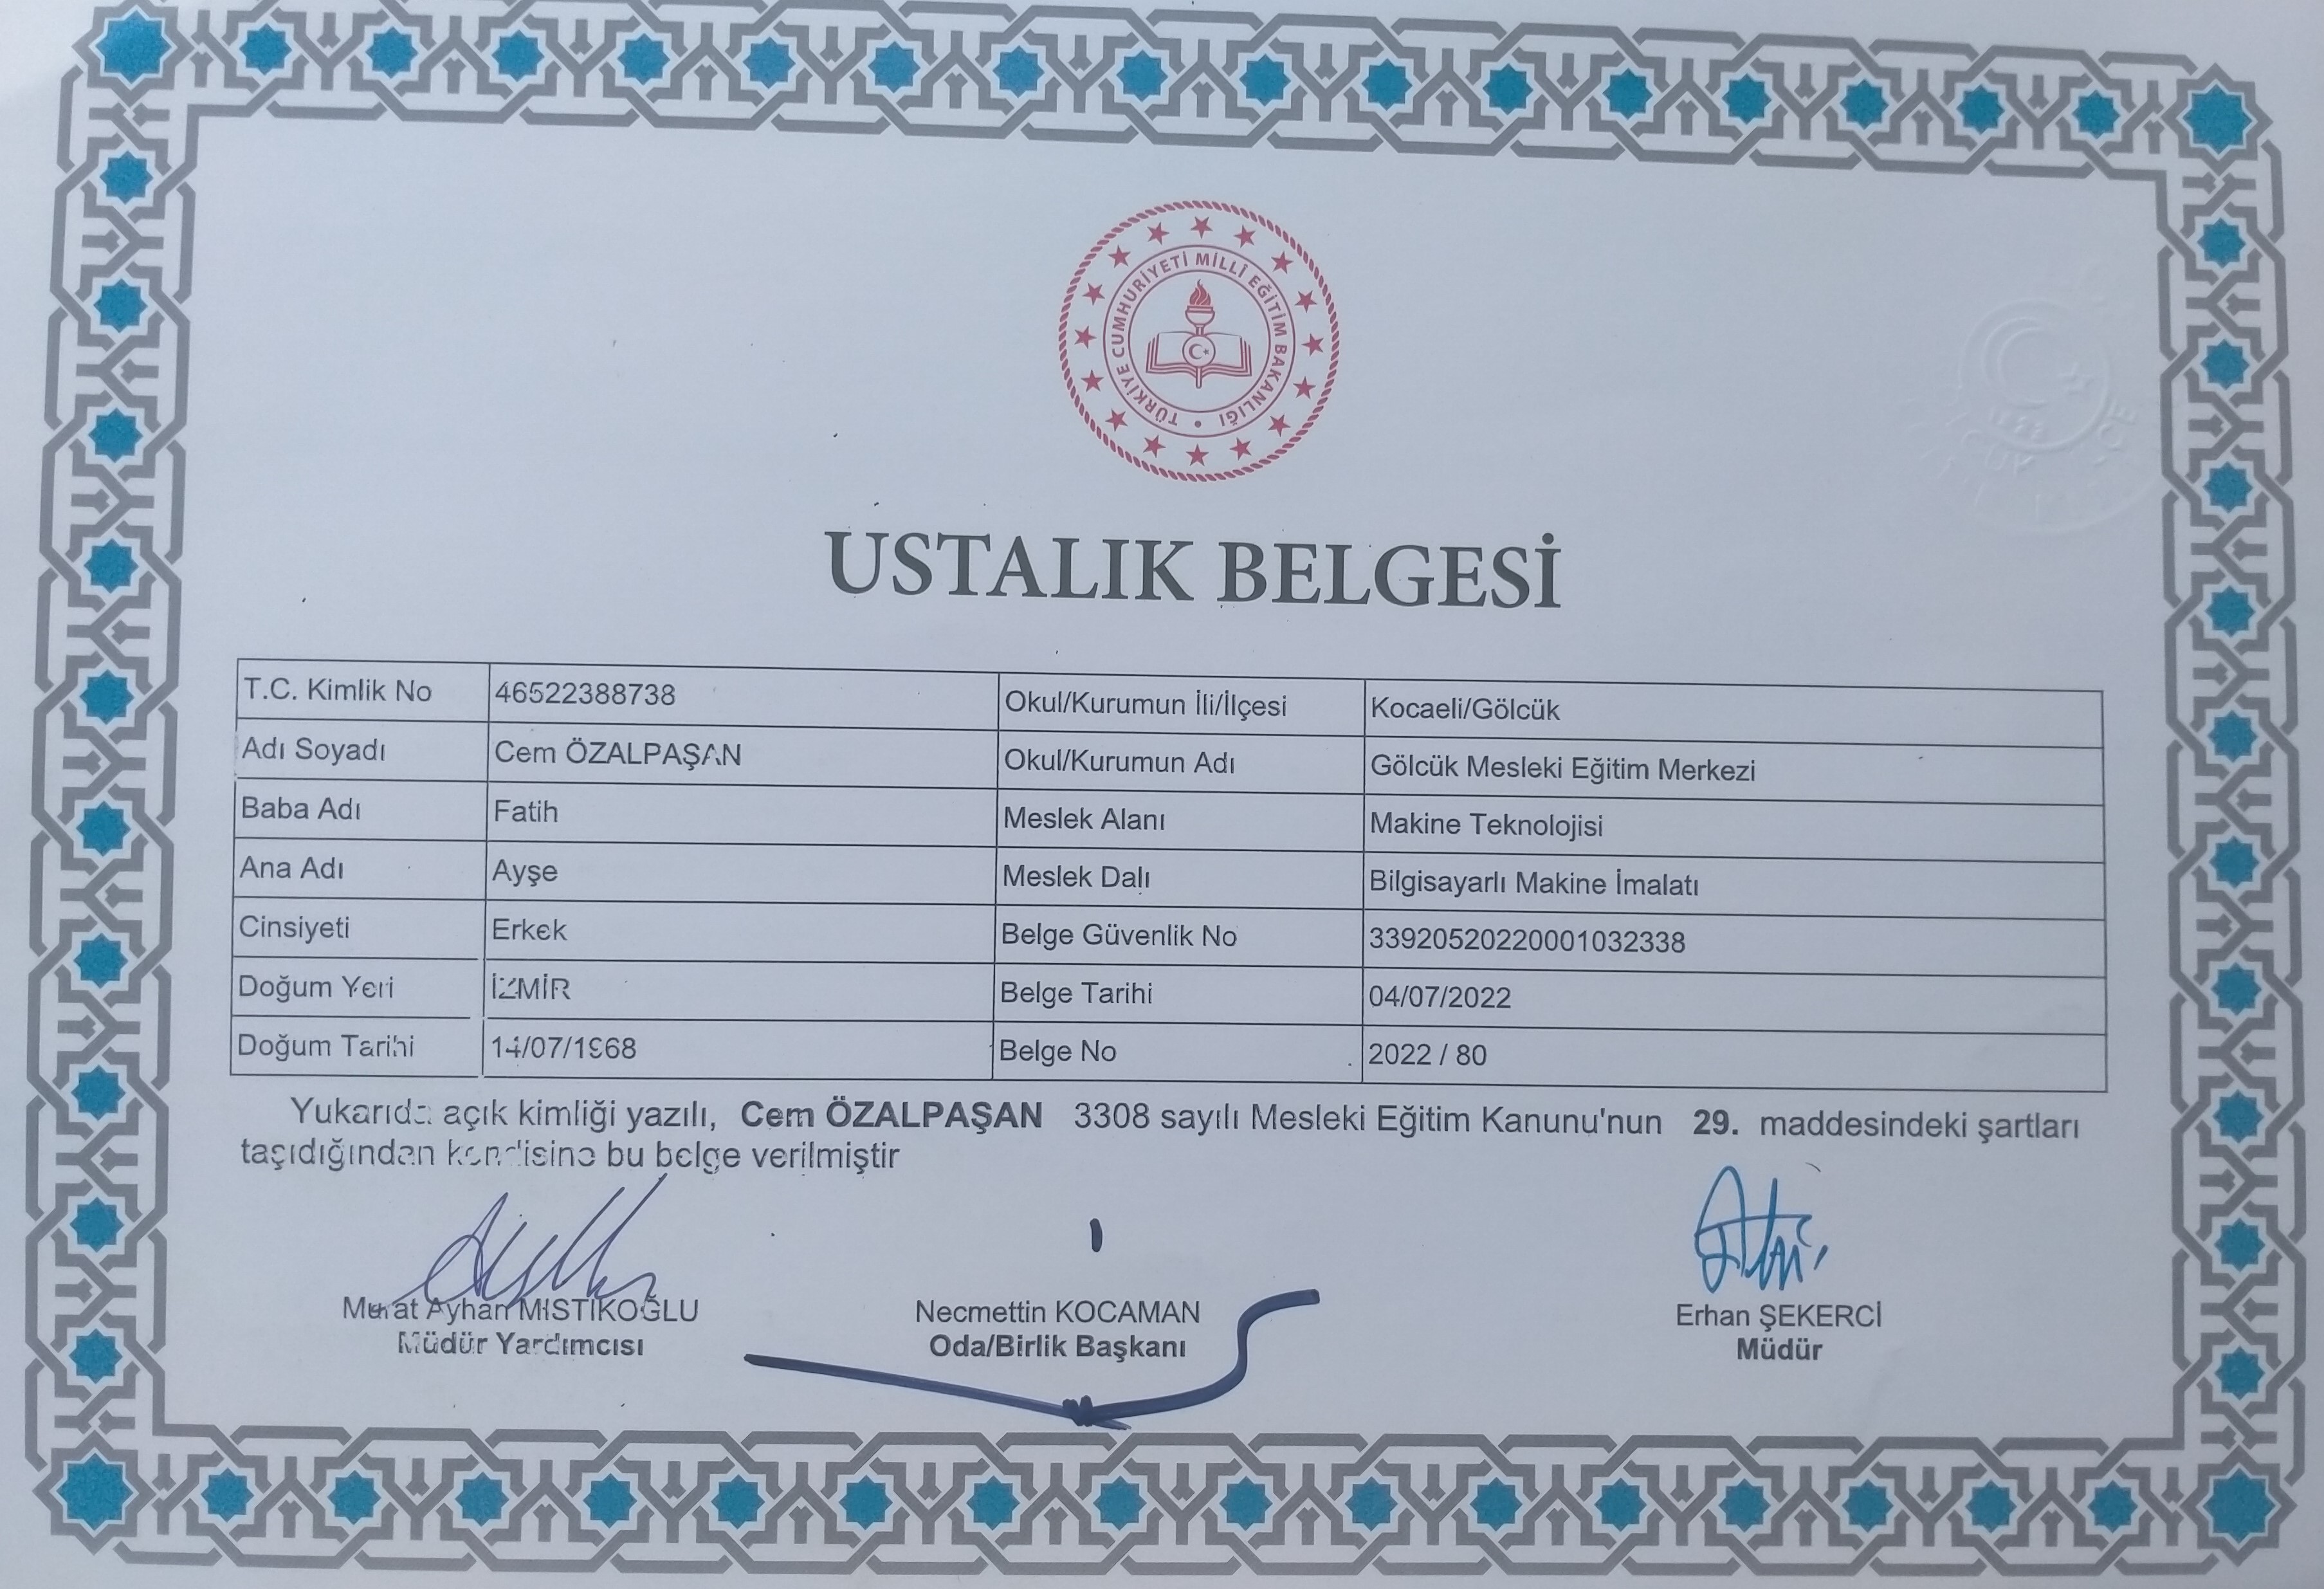 TÜRKİYE CUMHURİYETİ MİLLÎ EĞİTİM BAKANLIĞI
USTALIK BELGESİ
T.C. Kimlik No 46522388738 Okul/Kurumun İli/İlçesi Kocaeli/Gölcük
Adı Soyadı Cem ÖZALPAŞAN Okul/Kurumun Adı Gölcük Mesleki Eğitim Merkezi
Baba Adı Fatih Meslek Alanı Makine Teknolojisi
Ana Adı Ayşe Meslek Dalı Bilgisayarlı Makine İmalatı
Cinsiyeti Erkek Belge Güvenlik No 33920520220001032338
Doğum Yeri İZMİR Belge Tarihi 04/07/2022
Doğum Tarihi 14/07/1968 Belge No 2022 / 80
Yukarıda açık kimliği yazılı, Cem ÖZALPAŞAN 3308 sayılı Mesleki Eğitim Kanunu'nun 29. maddesindeki şartları
taşıdığından kendisine bu belge verilmiştir
Murat Ayhan MISTIKOĞLU Necmettin KOCAMAN Erhan ŞEKERCİ
Müdür Yardımcısı Oda/Birlik Başkanı Müdür